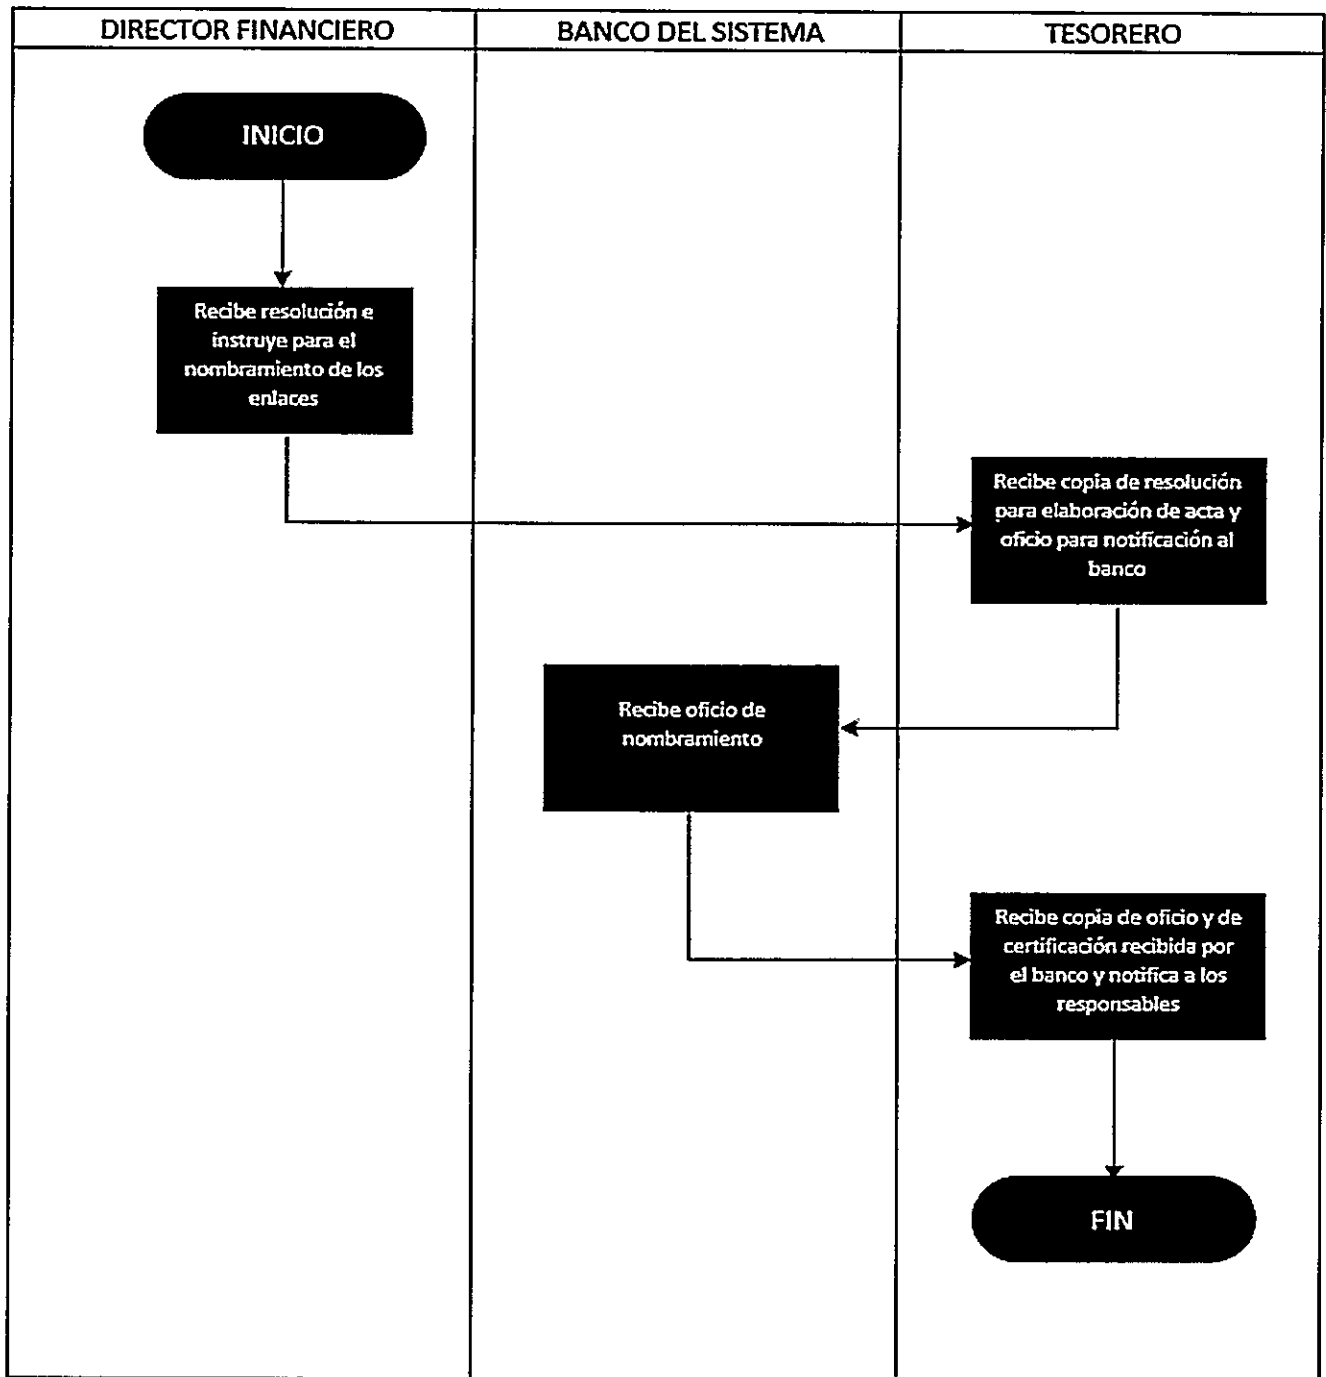 DIRECTOR FINANCIERO
BANCO DEL SISTEMA
TESORERO
INICIO
Recibe resolución e
instruye para el
nombramiento de los
enlaces
Recibe copia de resolución
para elaboración de acta y
oficio para notificación al
banco
Recibe oficio de
nombramiento
Recibe copia de oficio y de
certificación recibida por
el banco y notifica a los
responsables
FIN